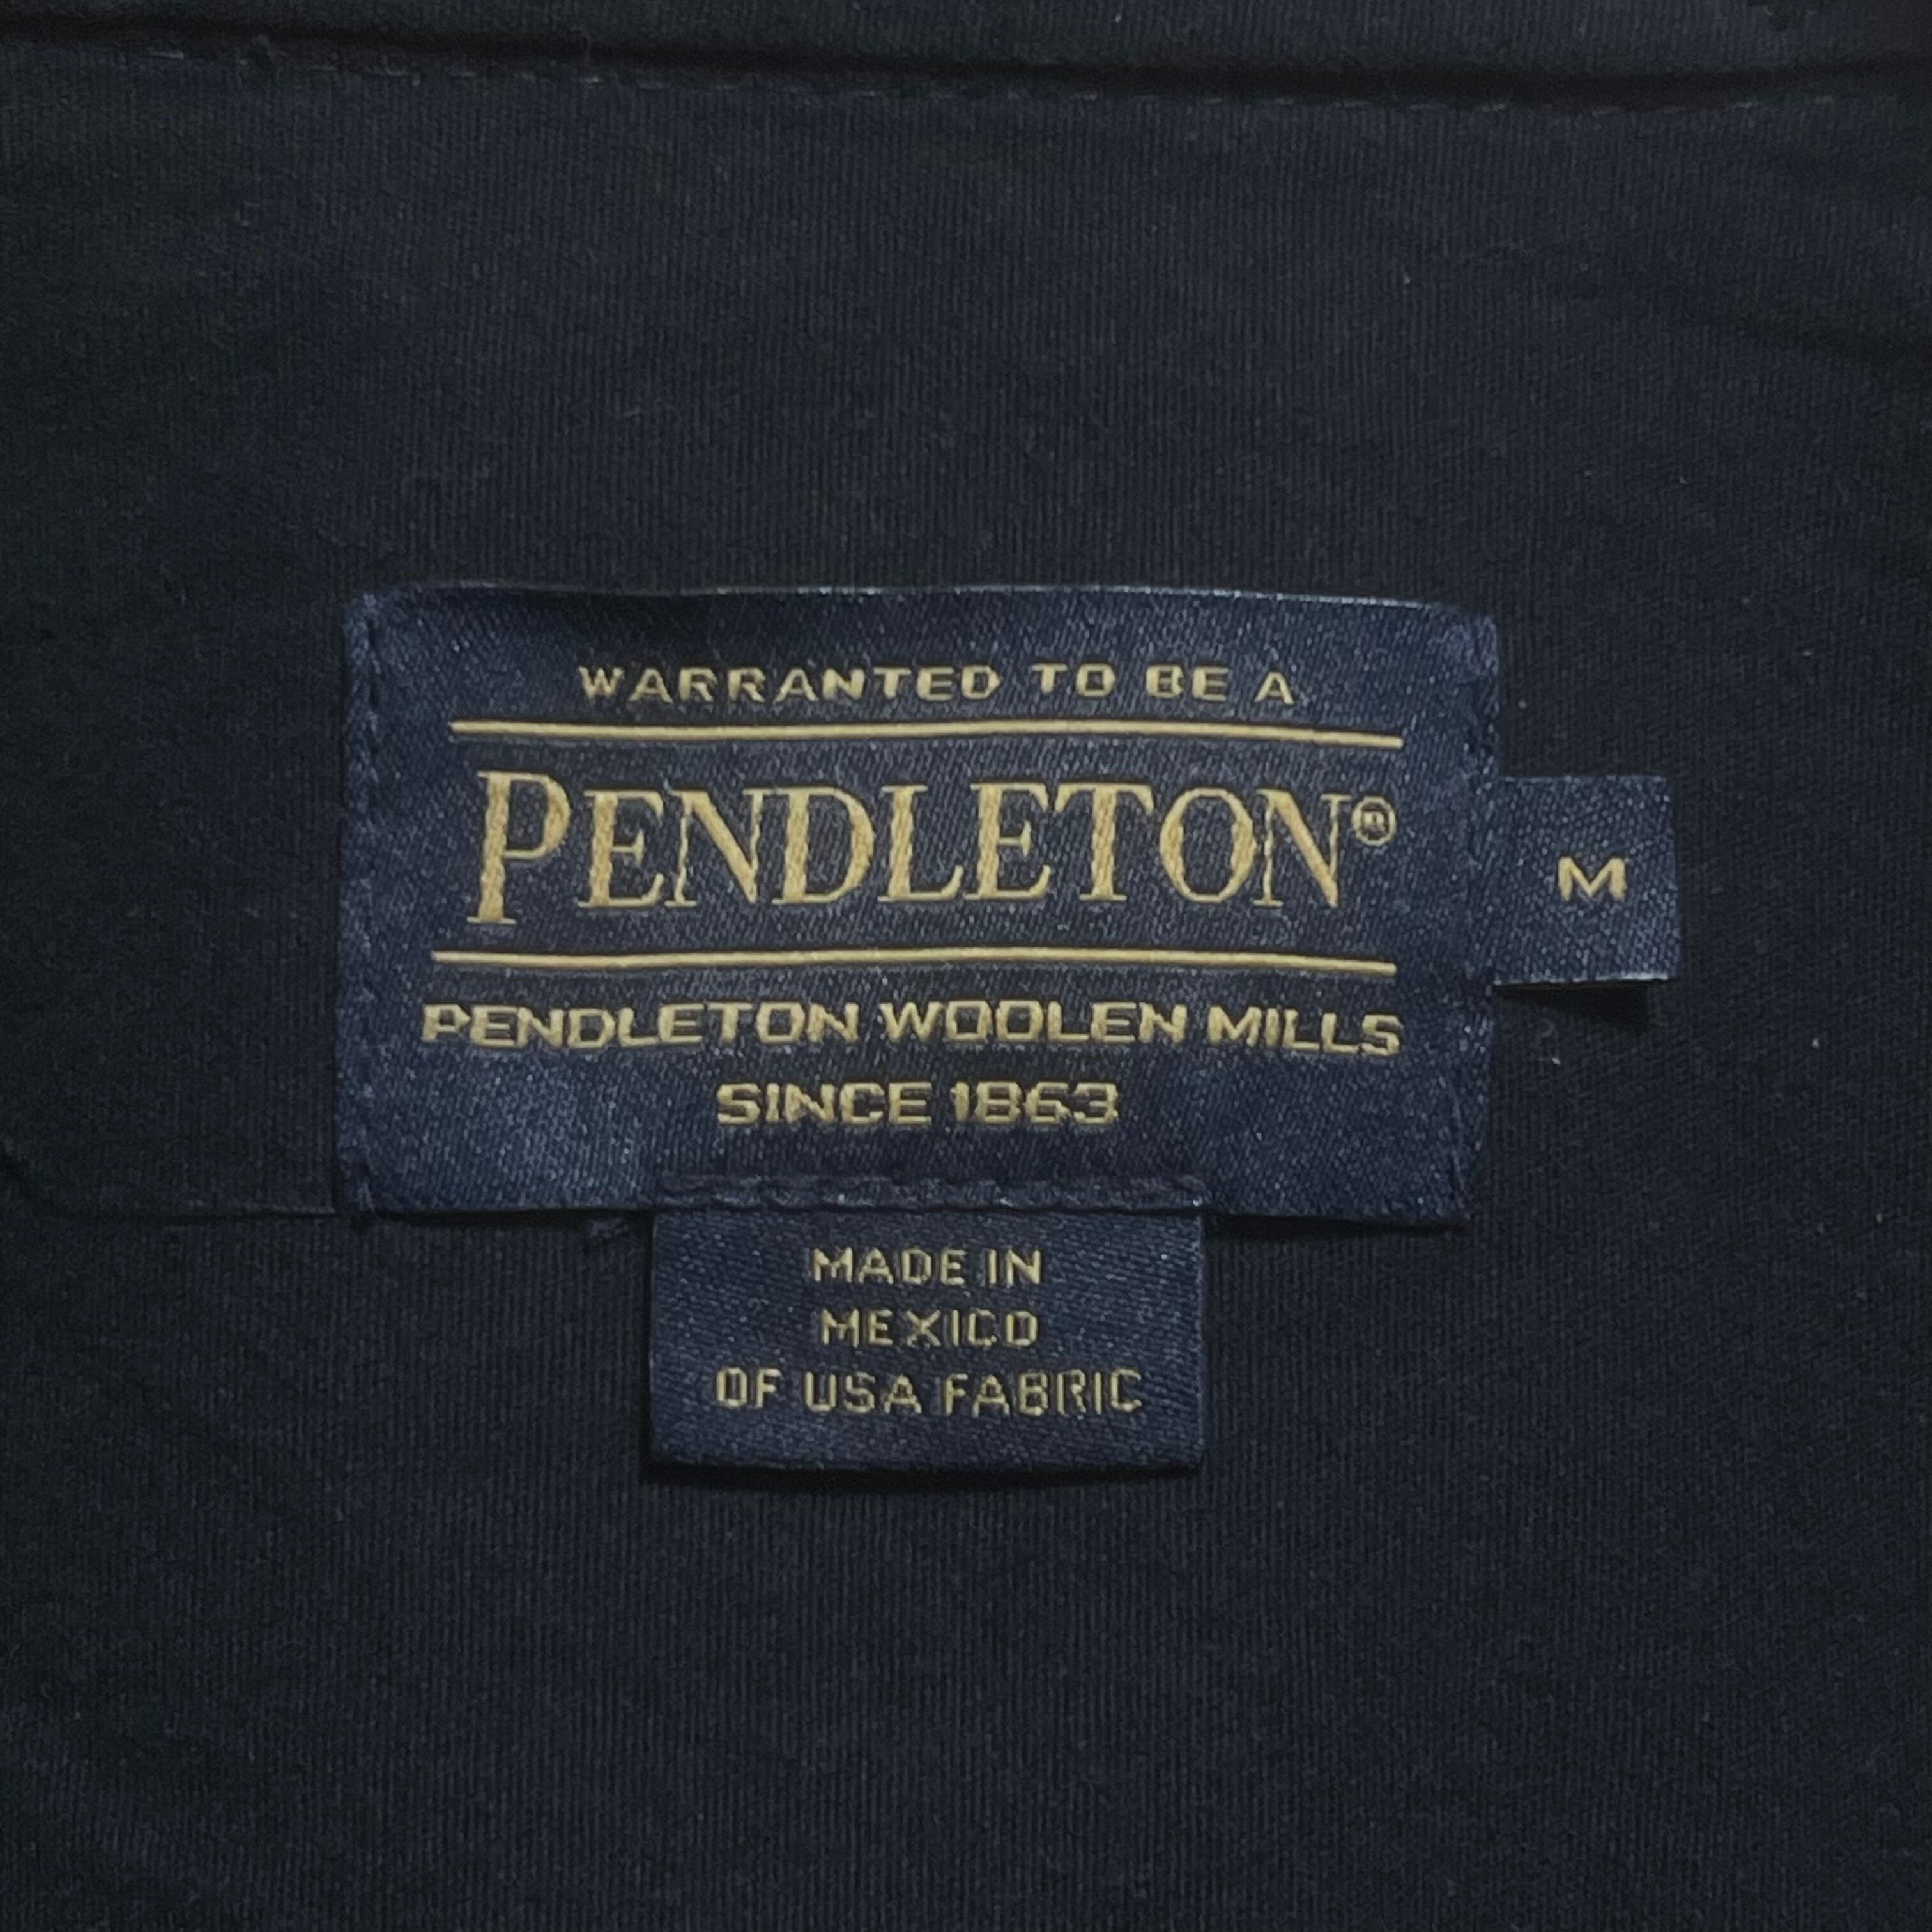 WARRANTED TO BE A
PENDLETON®
M
PENDLETON WOOLEN MILLS
SINCE 1863
MADE IN
MEXICO
OF USA FABRIC